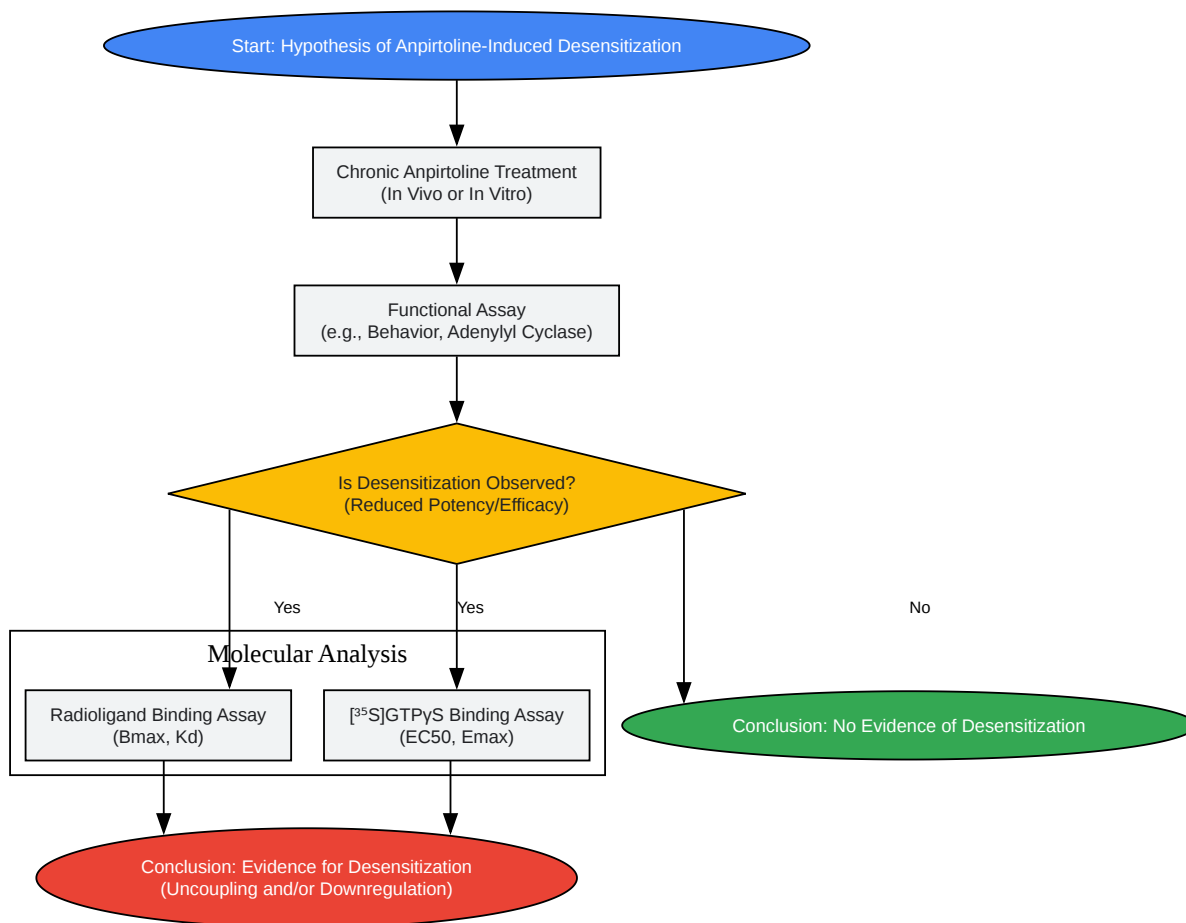 Start: Hypothesis of Anpirtoline-Induced Desensitization
Chronic Anpirtoline Treatment
(In Vivo or In Vitro)
Functional Assay
(e.g., Behavior, Adenylyl Cyclase)
Is Desensitization Observed?
(Reduced Potency/Efficacy)
Yes
Yes
No
Molecular Analysis
Radioligand Binding Assay
(Bmax, Kd)
[³⁵S]GTPγS Binding Assay
(EC50, Emax)
Conclusion: No Evidence of Desensitization
Conclusion: Evidence for Desensitization
(Uncoupling and/or Downregulation)